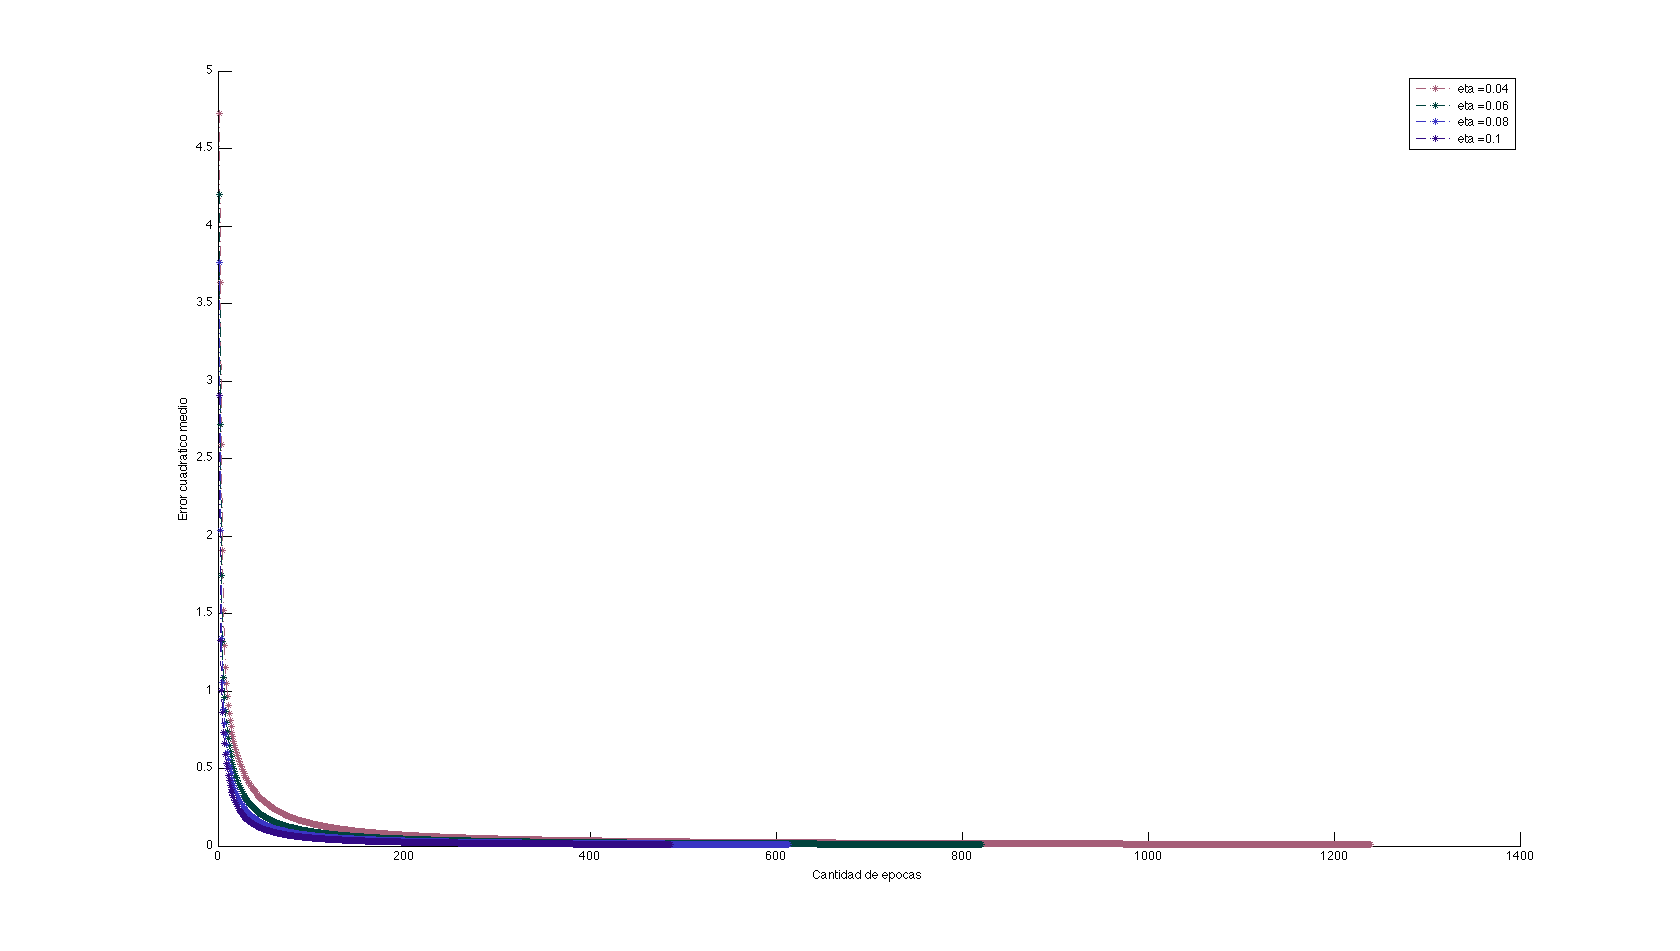 5
4.5
4
3.5
3
2.5
2
1.5
1
0.5
0
Error cuadratico medio
0 200 400 600 800 1000 1200 1400
Cantidad de epocas
eta =0.04
eta =0.06
eta =0.08
eta =0.1